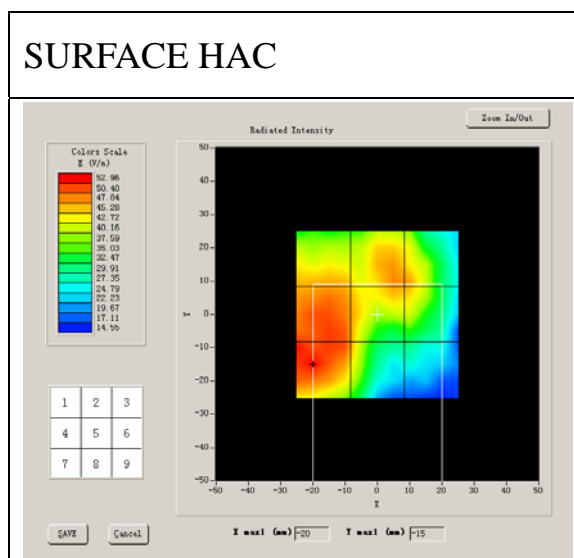 SURFACE HAC
Zoom In/Out
Radiated Intensity
Colors Scale
E (V/m)
52.96
50.40
47.84
45.28
42.72
40.16
37.59
35.03
32.47
29.91
27.35
24.79
22.23
19.67
17.11
14.55
50
40
30
20
10
0
-10
-20
-30
-40
-50
Y
-50 -40 -30 -20 -10 0 10 20 30 40 50
X
1 2 3
4 5 6
7 8 9
SAVE Cancel
X maxi (mm) -20 Y maxi (mm) -15